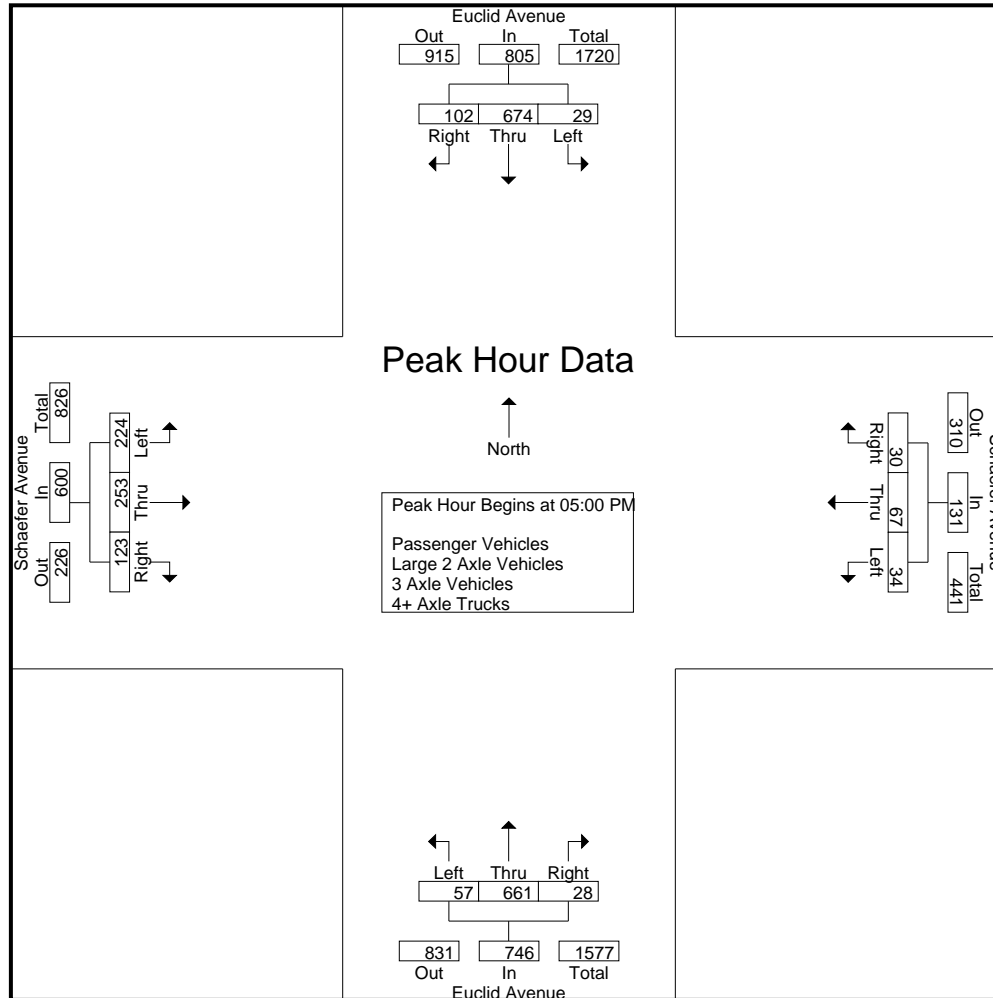 Euclid Avenue
Out In Total
915 805 1720
102 674 29
Right Thru Left
Peak Hour Data
North
Peak Hour Begins at 05:00 PM
Passenger Vehicles
Large 2 Axle Vehicles
3 Axle Vehicles
4+ Axle Trucks
Schaefer Avenue
Total In Out
826 600 226
224 253 123
Left Thru Right
Out In Total
310 131 441
30 67 34
Right Thru Left
Left Thru Right
57 661 28
831 746 1577
Out In Total
Euclid Avenue